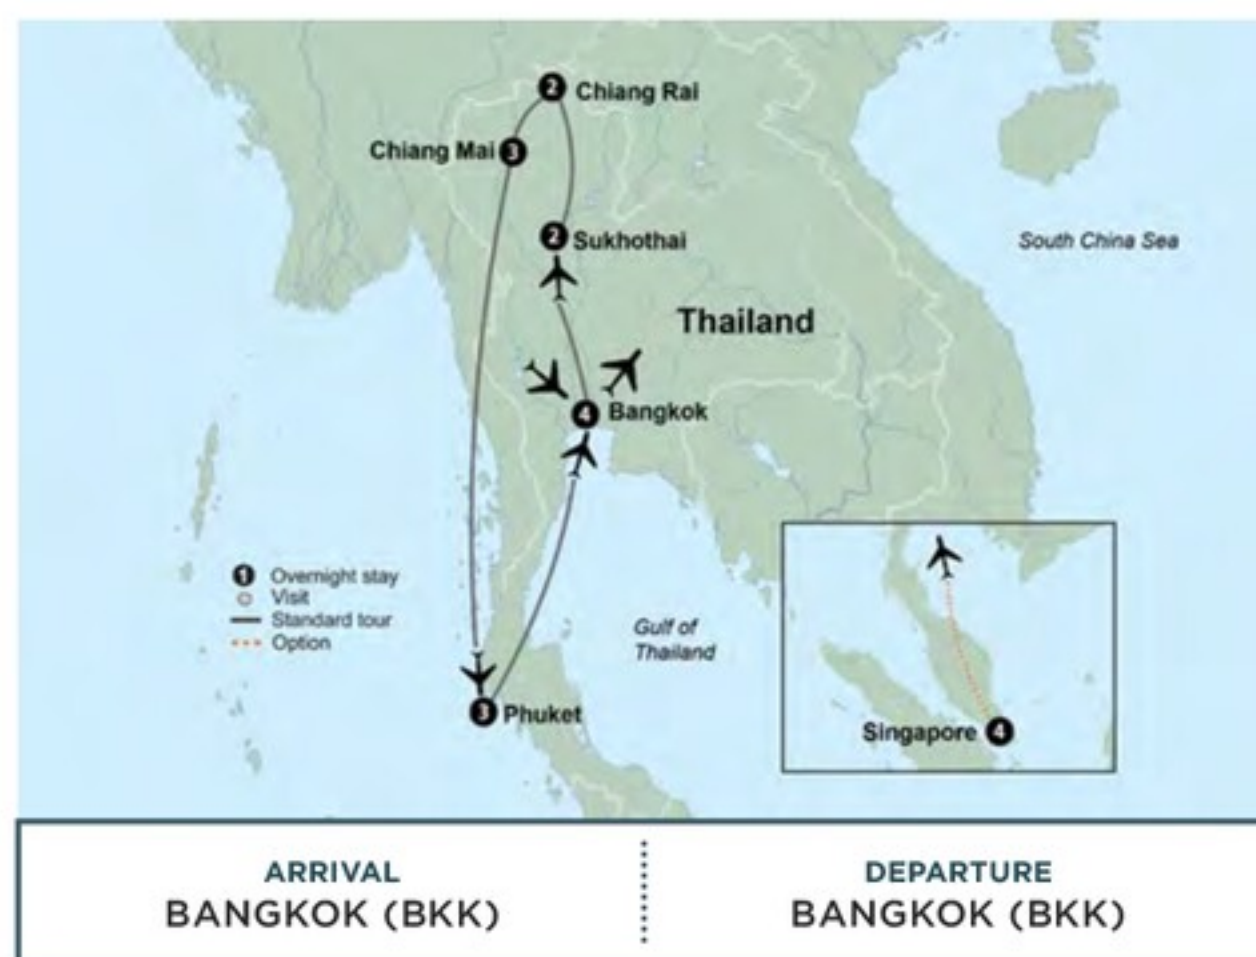 2 Chiang Rai
Chiang Mai 3
2 Sukhothai
South China Sea
Thailand
4 Bangkok
1 Overnight stay
Visit
Standard tour
Option
Gulf of
Thailand
3 Phuket
Singapore 4
ARRIVAL
BANGKOK (BKK)
DEPARTURE
BANGKOK (BKK)